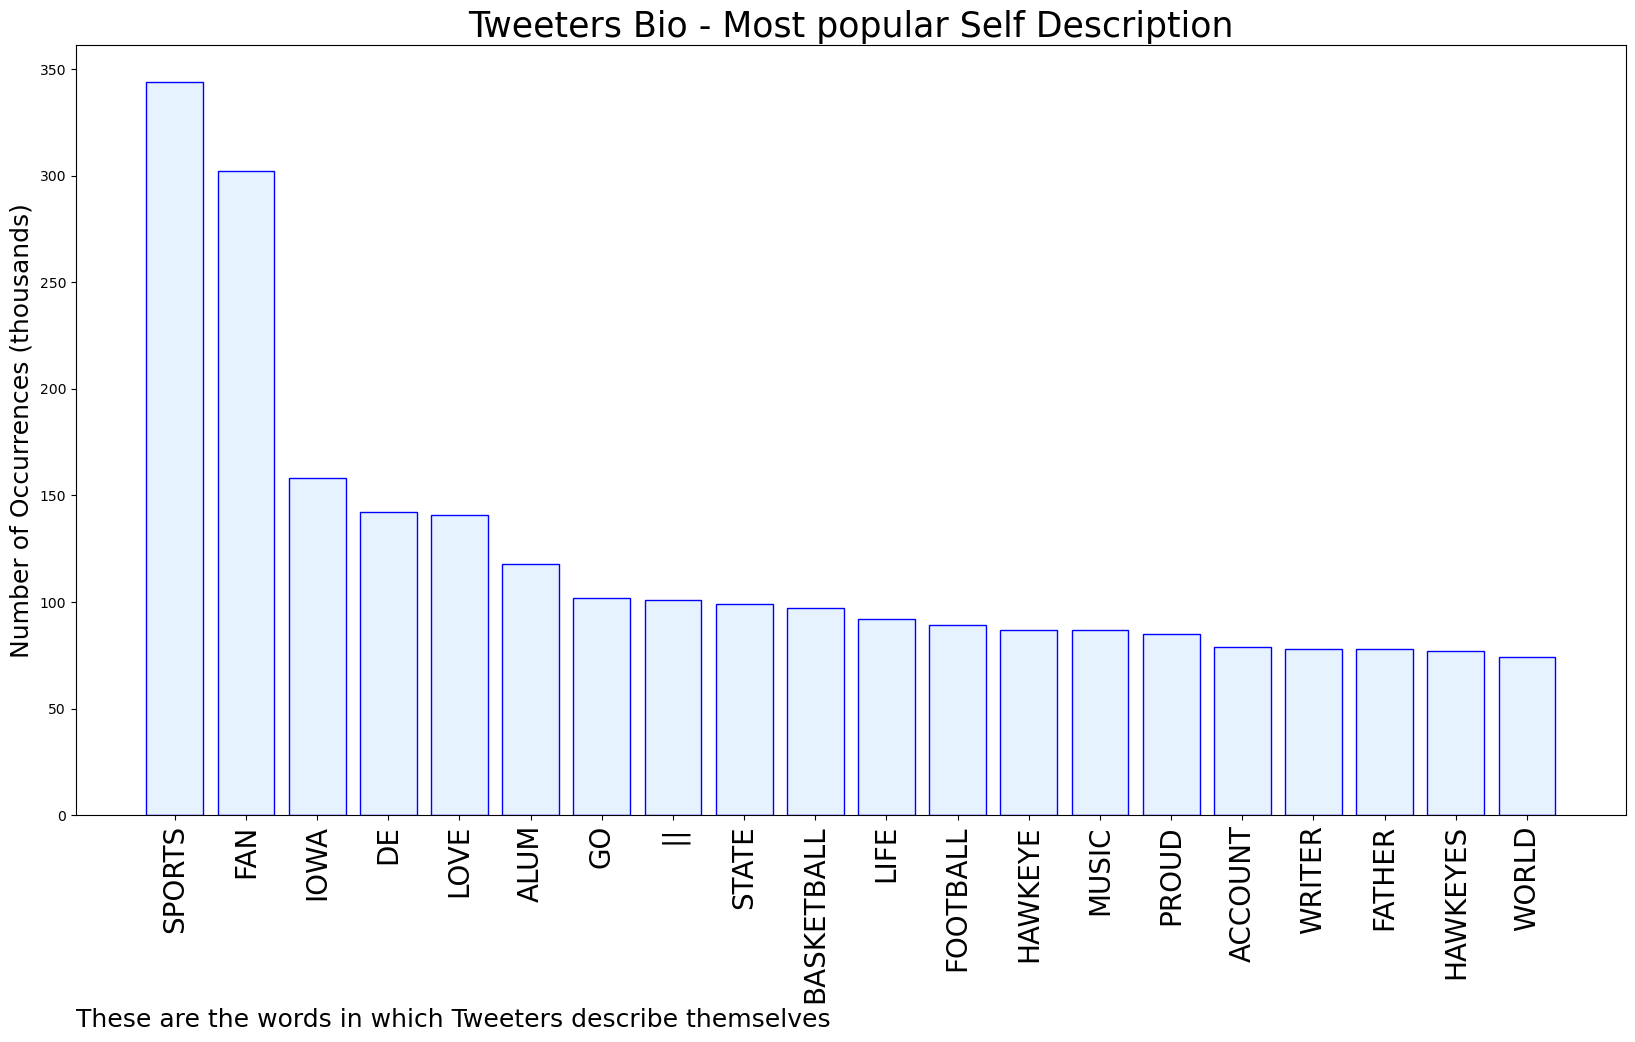 Tweeters Bio - Most popular Self Description
Number of Occurrences (thousands)
350
300
250
200
150
100
50
0
SPORTS
FAN
IOWA
DE
LOVE
ALUM
GO
||
STATE
BASKETBALL
LIFE
FOOTBALL
HAWKEYE
MUSIC
PROUD
ACCOUNT
WRITER
FATHER
HAWKEYES
WORLD
These are the words in which Tweeters describe themselves